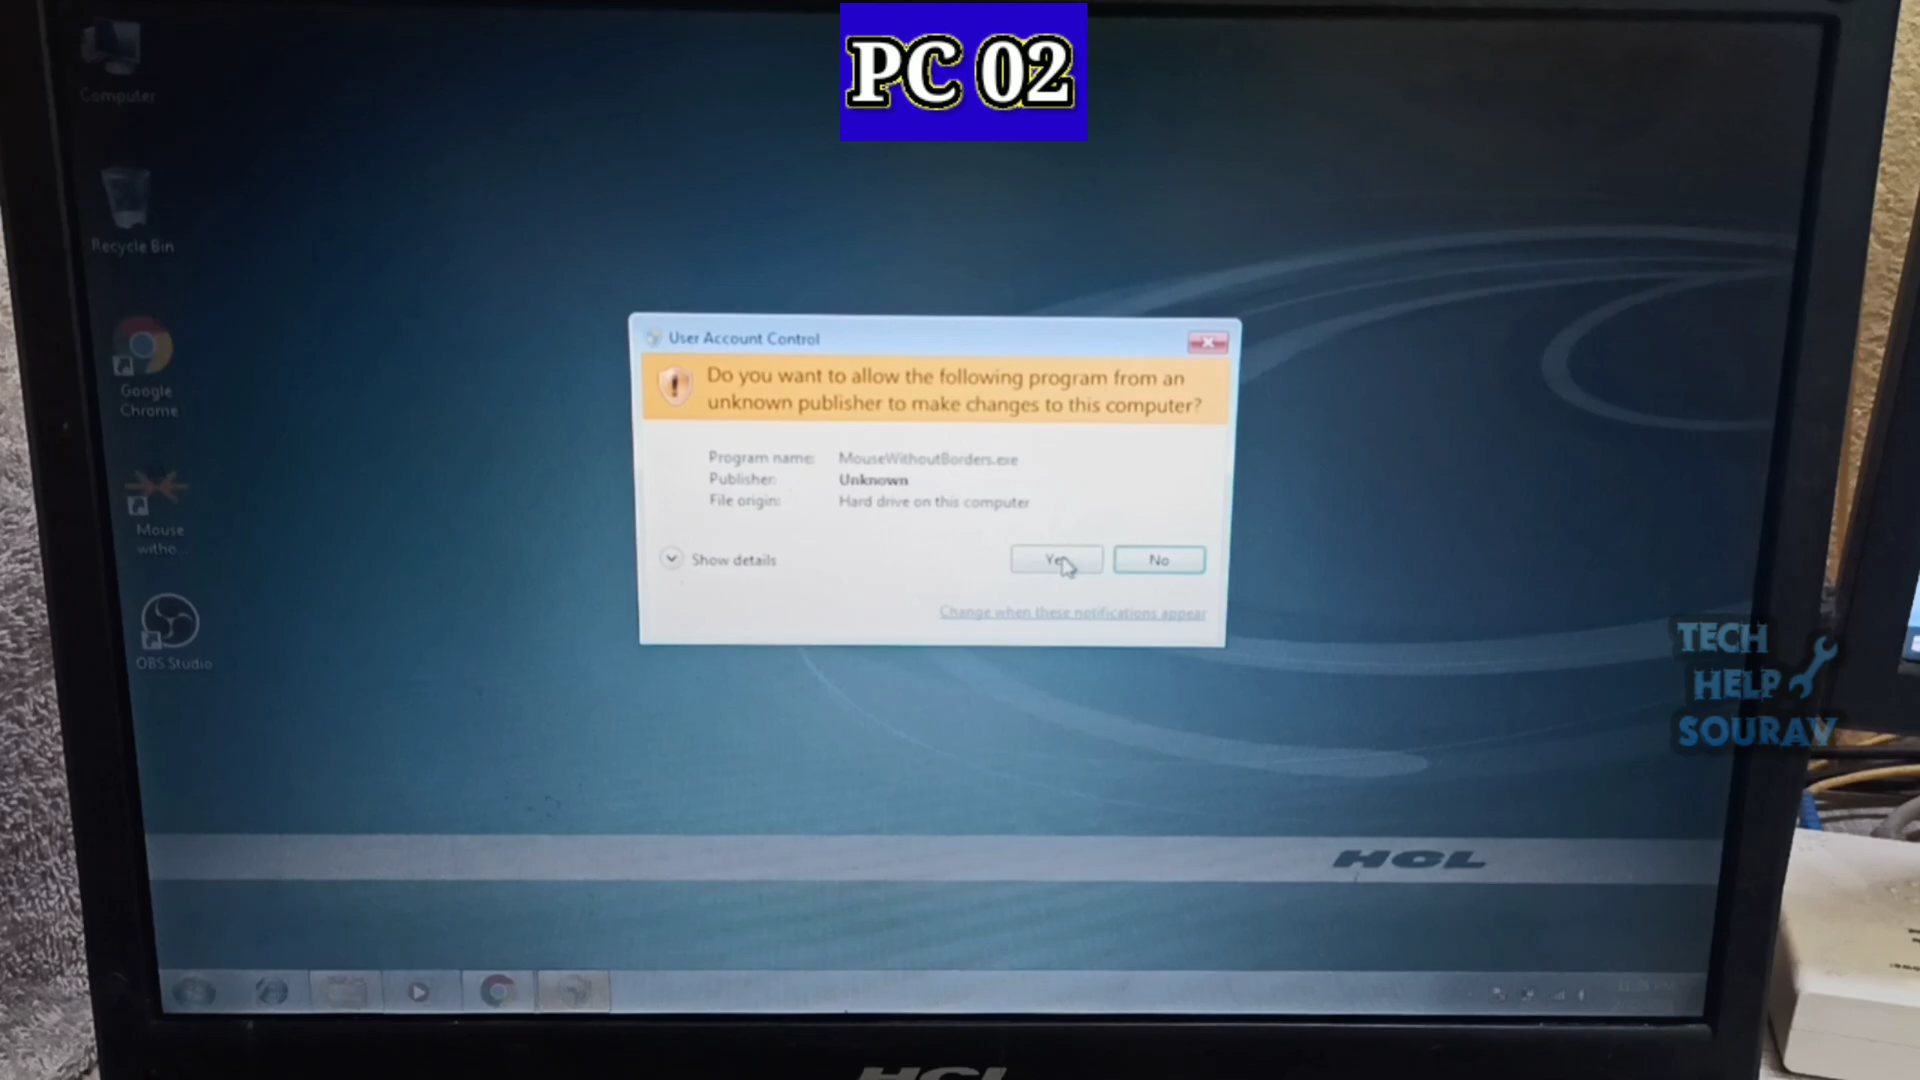 PC 02
Computer
Recycle Bin
Google
Chrome
Mouse
witho...
OBS Studio
User Account Control
Do you want to allow the following program from an
unknown publisher to make changes to this computer?
Program name: MouseWithoutBorders.exe
Publisher: Unknown
File origin: Hard drive on this computer
Show details
Yes
No
Change when these notifications appear
TECH
HELP
SOURAV
HCL
HCL